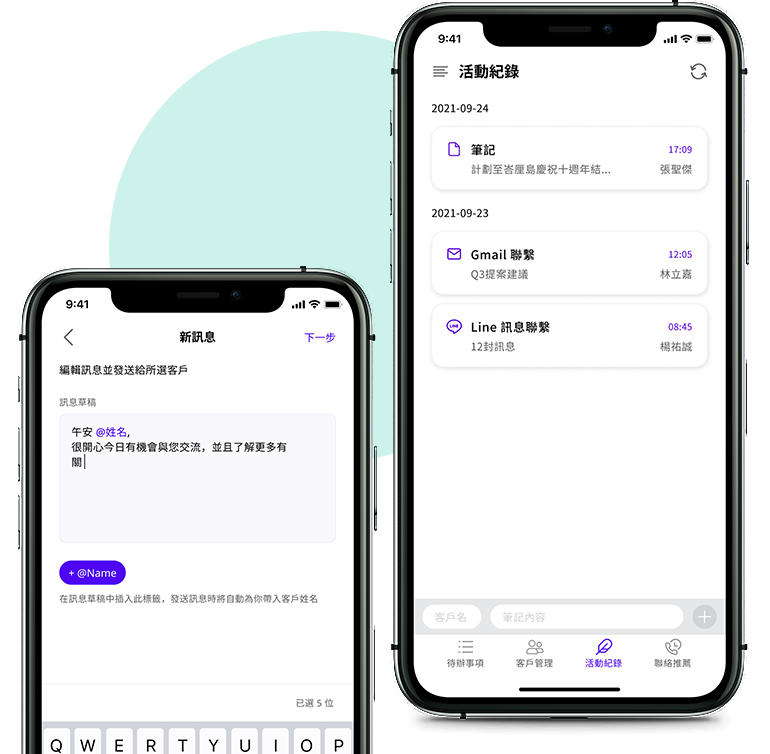 9:41
活動紀錄
2021-09-24
筆記
17:09
計劃至峇厘島慶祝十週年結...
張聖傑
2021-09-23
Gmail 聯繫
12:05
Q3提案建議
林立嘉
LINE
Line 訊息聯繫
08:45
12封訊息
楊祐誠
客戶名
筆記內容
待辦事項
客戶管理
活動紀錄
聯絡推薦
9:41
新訊息
下一步
編輯訊息並發送給所選客戶
訊息草稿
午安 @姓名,
很開心今日有機會與您交流，並且了解更多有
關
+ @Name
在訊息草稿中插入此標籤，發送訊息時將自動為你帶入客戶姓名
已選 5 位
Q W E R T Y U I O P